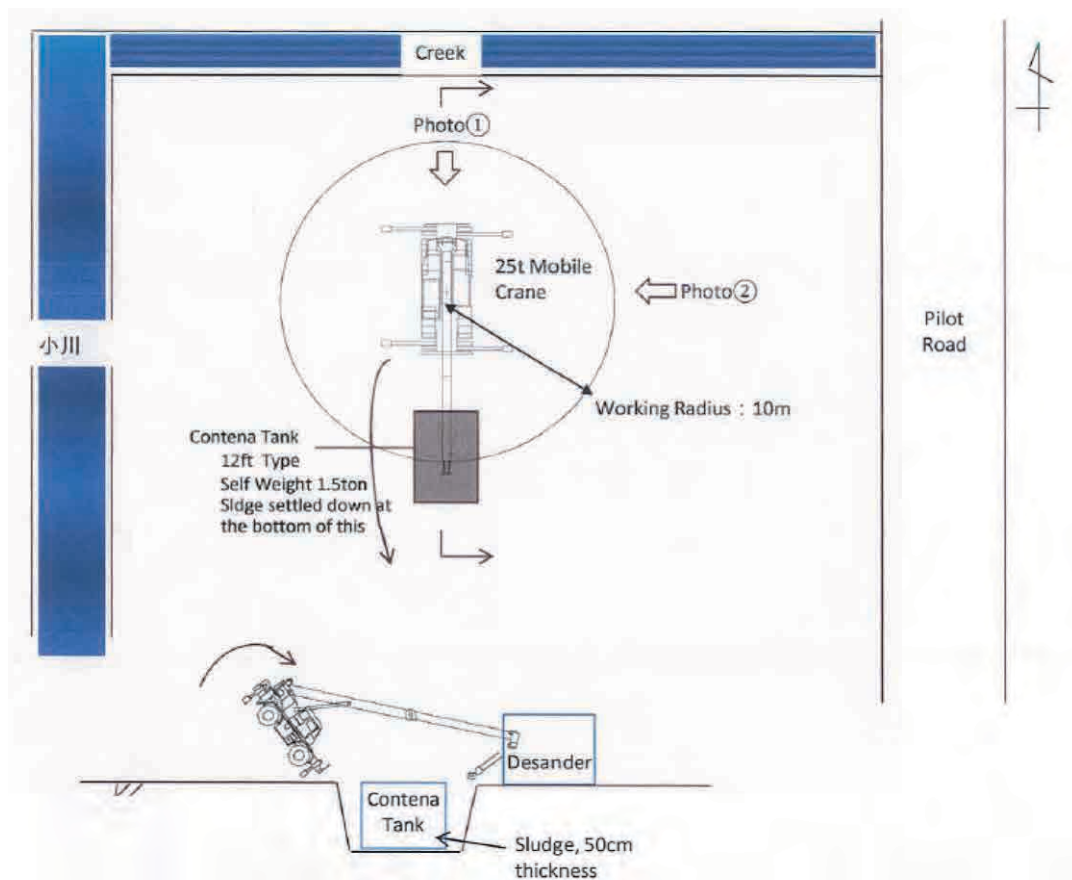 Creek
Photo①
25t Mobile
Crane
Photo②
Pilot
Road
小川
Working Radius：10m
Contena Tank
12ft Type
Self Weight 1.5ton
Sldge settled down at
the bottom of this
Desander
Contena
Tank
Sludge, 50cm
thickness